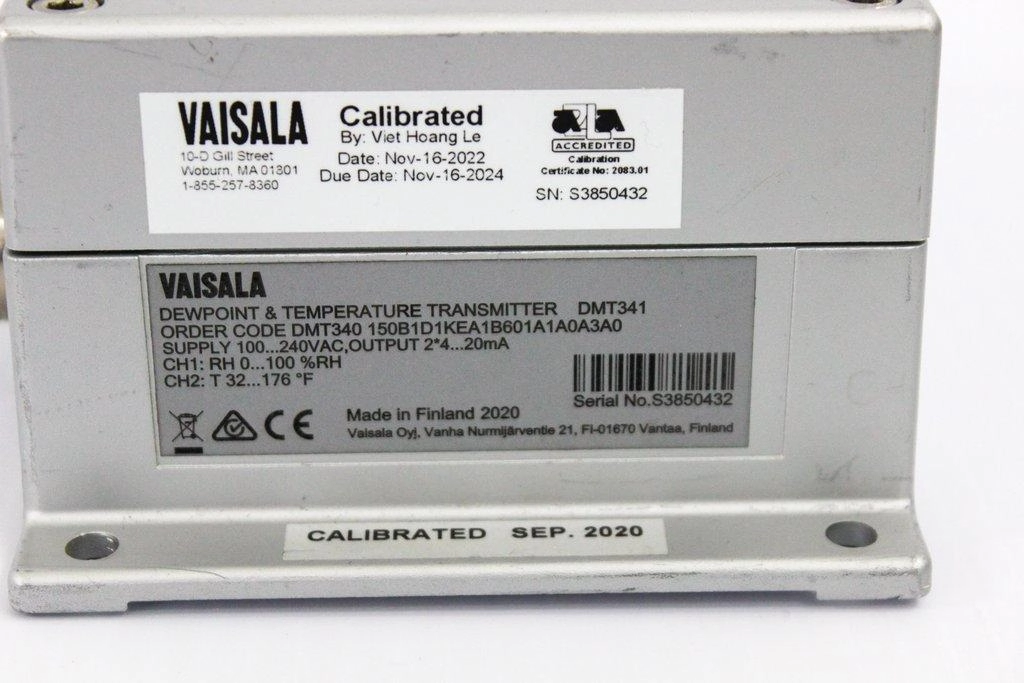 VAISALA
10-D Gill Street
Woburn, MA 01801
1-855-257-8360
Calibrated
By: Viet Hoang Le
Date: Nov-16-2022
Due Date: Nov-16-2024
ACCREDITED
Calibration
Certificate No: 2083.01
SN: S3850432
VAISALA
DEWPOINT & TEMPERATURE TRANSMITTER DMT341
ORDER CODE DMT340 150B1D1KEA1B601A1A0A3A0
SUPPLY 100...240VAC,OUTPUT 2*4...20mA
CH1: RH 0...100 %RH
CH2: T 32...176 °F
Serial No.S3850432
CE
Made in Finland 2020
Vaisala Oyj, Vanha Nurmijärventie 21, FI-01670 Vantaa, Finland
CALIBRATED SEP. 2020